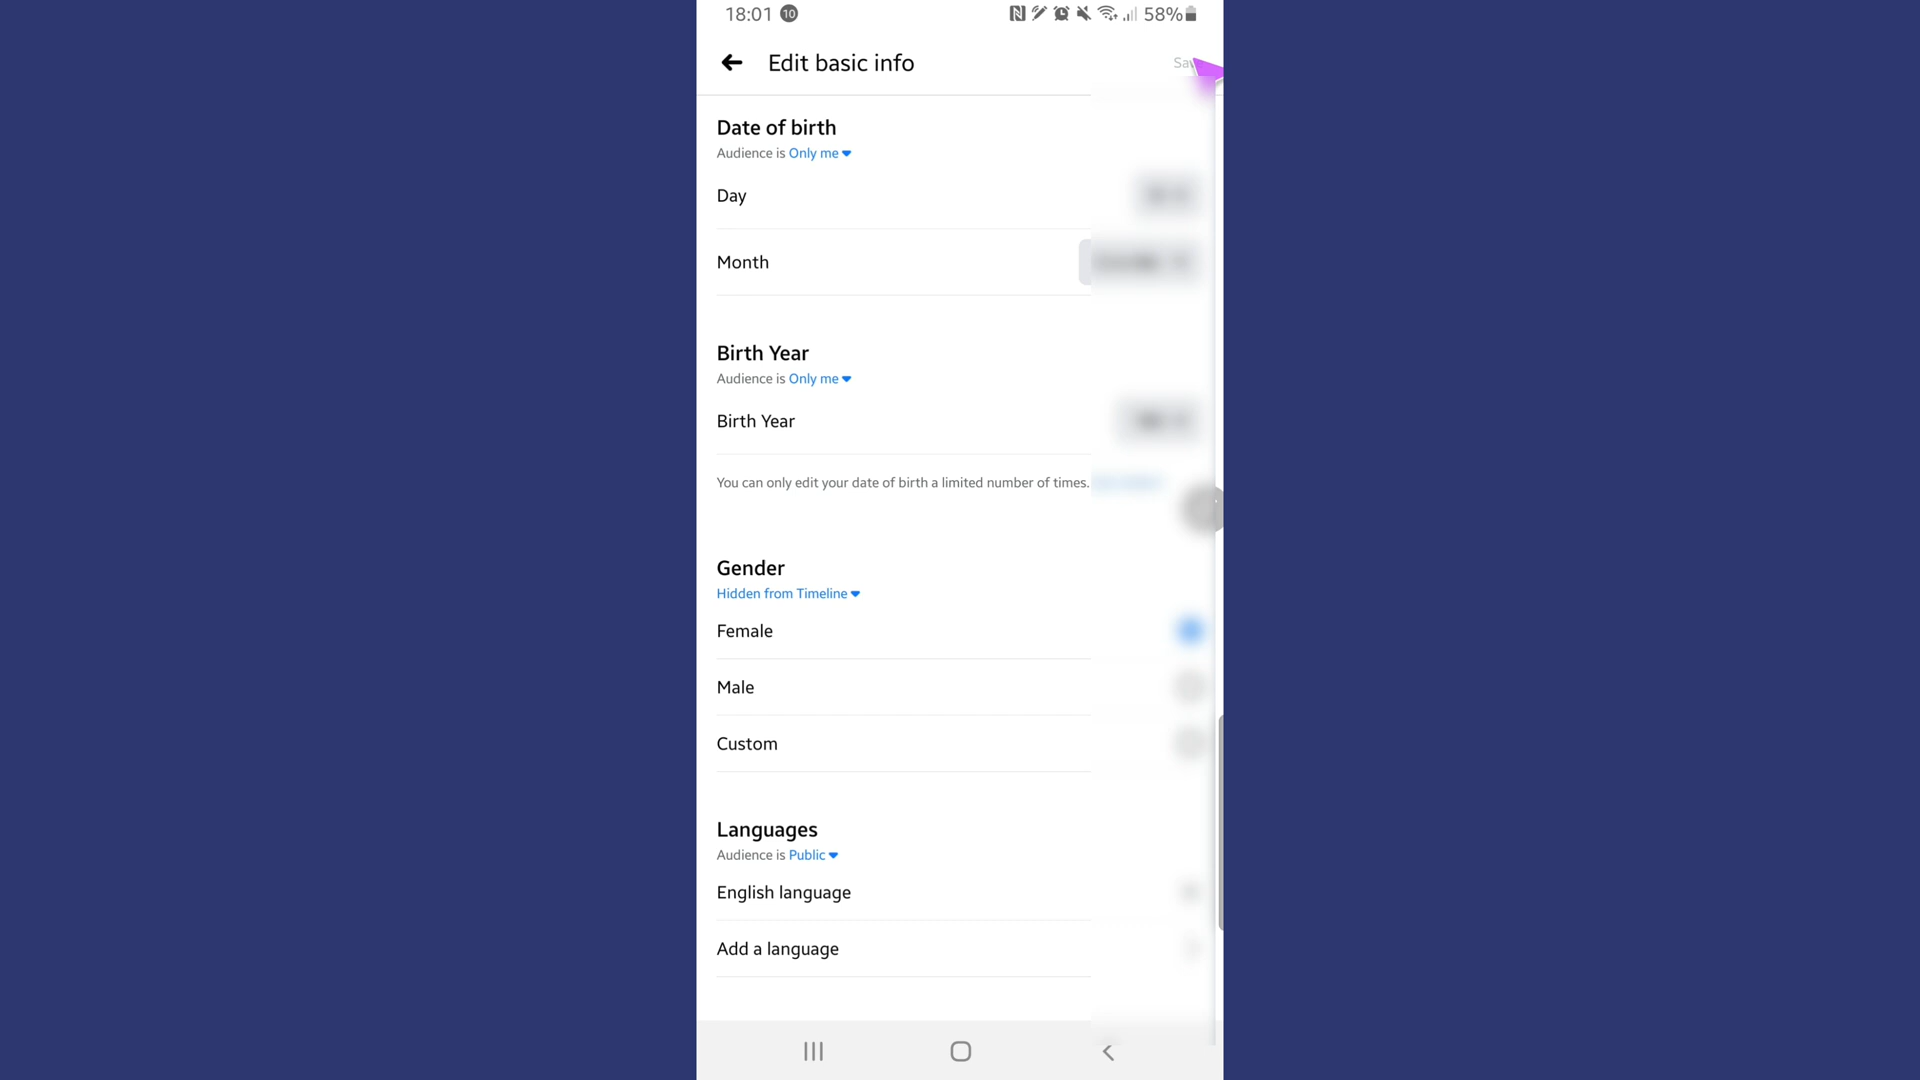 18:01 10 58%
Edit basic info
Date of birth
Audience is Only me
Day
Month
Birth Year
Audience is Only me
Birth Year
You can only edit your date of birth a limited number of times.
Gender
Hidden from Timeline
Female
Male
Custom
Languages
Audience is Public
English language
Add a language